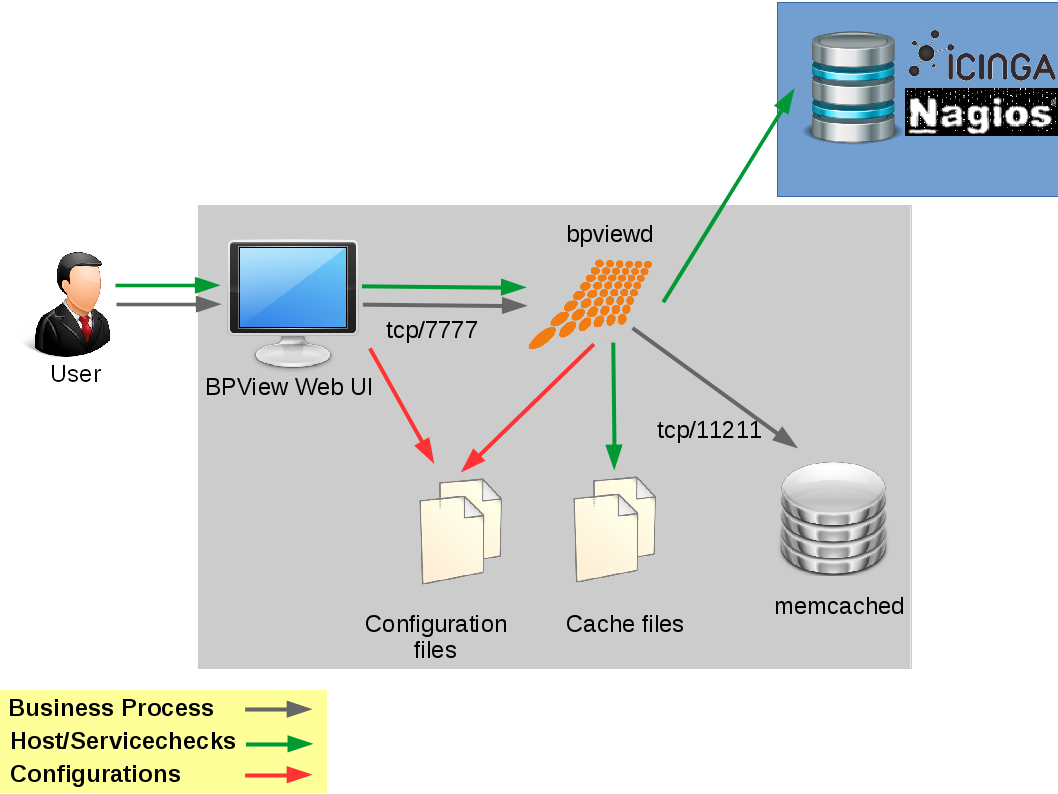 ICINGA
Nagios
bpviewd
tcp/7777
User
BPView Web UI
tcp/11211
memcached
Configuration
files
Cache files
Business Process
Host/Servicechecks
Configurations